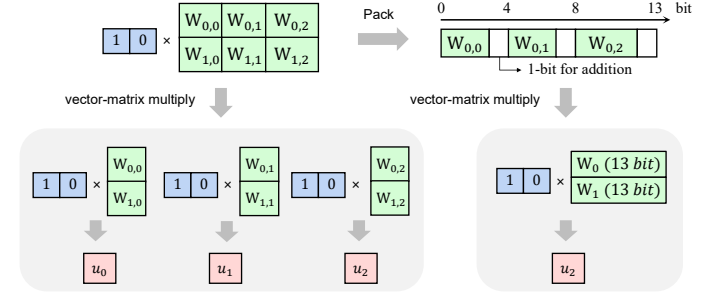 0 4 8 13 bit
1 0 × W0,0 W0,1 W0,2
W1,0 W1,1 W1,2
Pack
W0,0 W0,1 W0,2
1-bit for addition
vector-matrix multiply
vector-matrix multiply
1 0 × W0,0
W1,0
1 0 × W0,1
W1,1
1 0 × W0,2
W1,2
1 0 × W0 (13 bit)
W1 (13 bit)
u0
u1
u2
u2